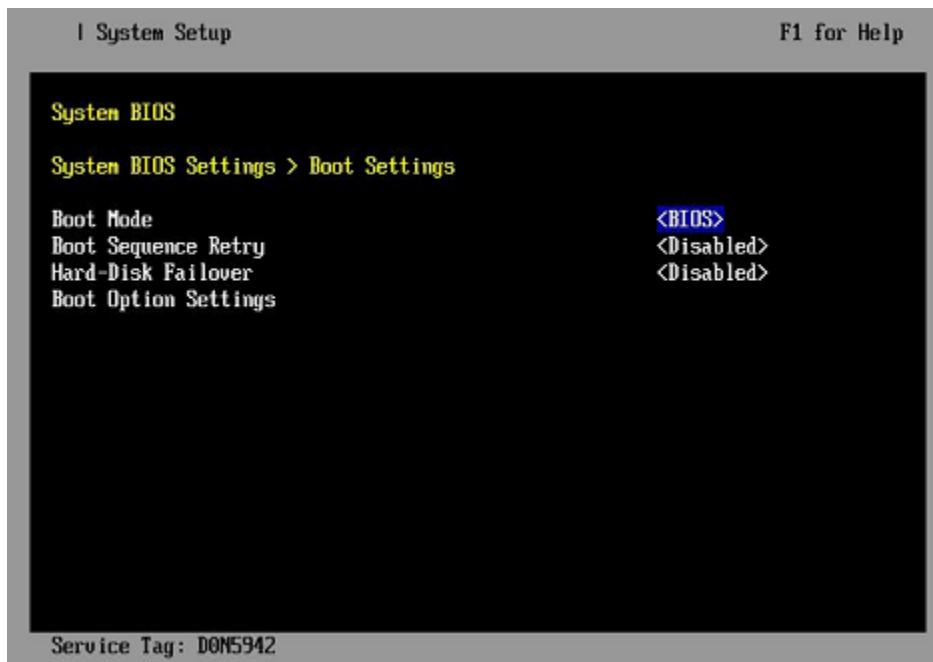 | System Setup F1 for Help
System BIOS
System BIOS Settings > Boot Settings
Boot Mode <BIOS>
Boot Sequence Retry <Disabled>
Hard-Disk Failover <Disabled>
Boot Option Settings
Service Tag: D0N5942